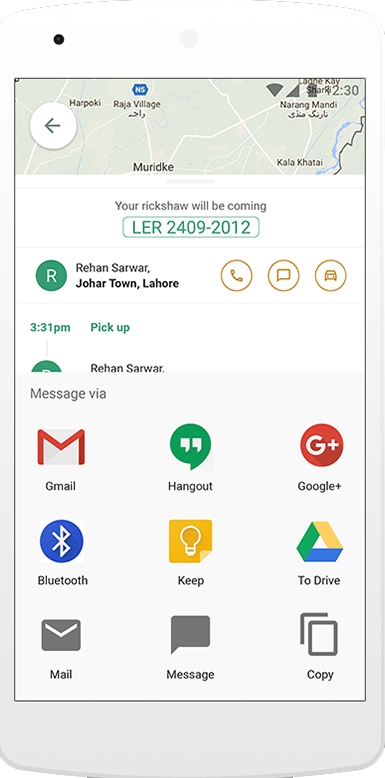 Ladhe Kay
Sharki
12:30
N5
Harpoki
Raja Village
راجہ
Narang Mandi
نارنگ منڈی
Muridke
Kala Khatai
Your rickshaw will be coming
LER 2409-2012
R
Rehan Sarwar,
Johar Town, Lahore
3:31pm Pick up
Rehan Sarwar,
Message via
Gmail Hangout Google+
Bluetooth Keep To Drive
Mail Message Copy